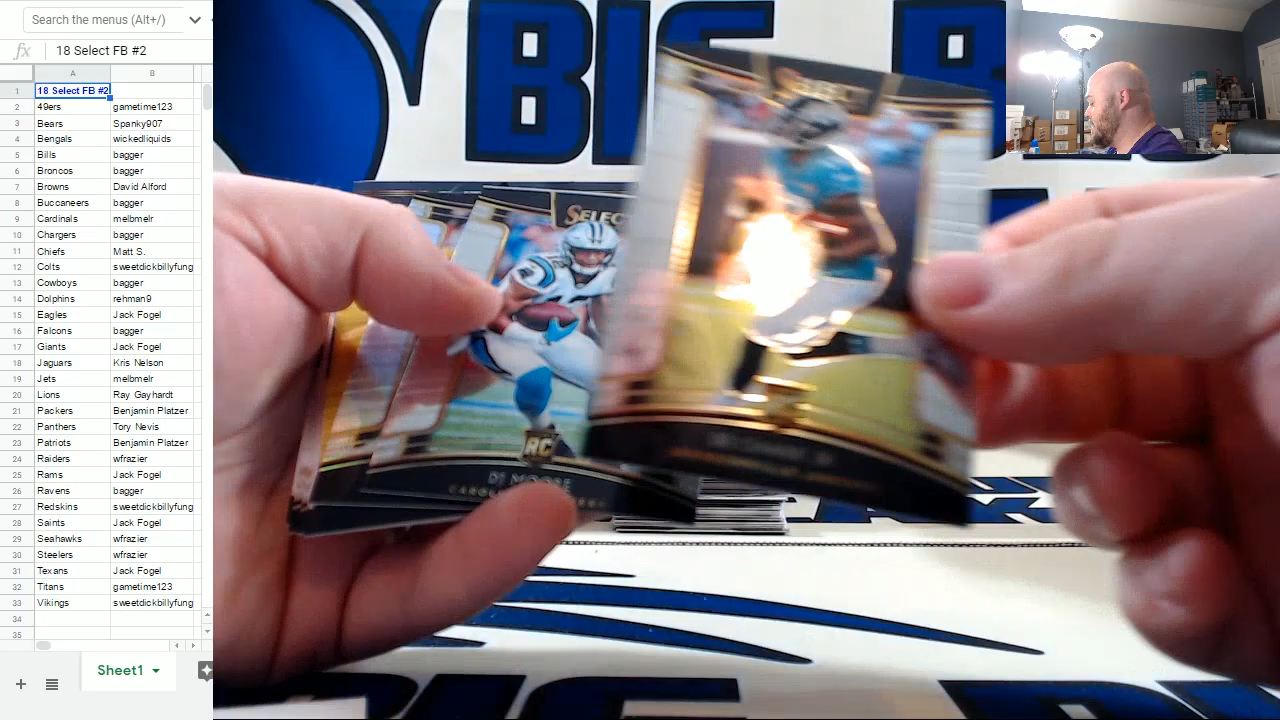 Search the menus (Alt+/)
fx 18 Select FB #2
A B
1 18 Select FB #2
2 49ers gametime123
3 Bears Spanky907
4 Bengals wickedliquids
5 Bills bagger
6 Broncos bagger
7 Browns David Alford
8 Buccaneers bagger
9 Cardinals melbmelr
10 Chargers bagger
11 Chiefs Matt S.
12 Colts sweetdickbillyfung
13 Cowboys bagger
14 Dolphins rehman9
15 Eagles Jack Fogel
16 Falcons bagger
17 Giants Jack Fogel
18 Jaguars Kris Nelson
19 Jets melbmelr
20 Lions Ray Gayhardt
21 Packers Benjamin Platzer
22 Panthers Tory Nevis
23 Patriots Benjamin Platzer
24 Raiders wfrazier
25 Rams Jack Fogel
26 Ravens bagger
27 Redskins sweetdickbillyfung
28 Saints Jack Fogel
29 Seahawks wfrazier
30 Steelers wfrazier
31 Texans Jack Fogel
32 Titans gametime123
33 Vikings sweetdickbillyfung
34
35
Sheet1
BIG
SELEC
RC
DJ MOORE
BIG